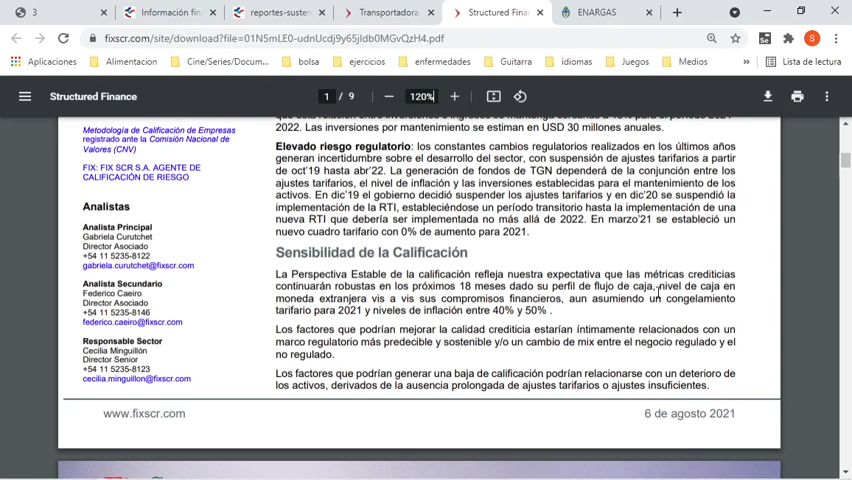 3
Información fin
reportes-susten
Transportadora
Structured Finan
ENARGAS
fixscr.com/site/download?file=01N5mLE0-udnUcdj9y65jIdb0MGvQzH4.pdf
Aplicaciones
Alimentacion
Cine/Series/Docum...
bolsa
ejercicios
enfermedades
Guitarra
idiomas
Juegos
Medios
»
Lista de lectura
Structured Finance
1 / 9
120%
Metodología de Calificación de Empresas
registrado ante la Comisión Nacional de
Valores (CNV)
FIX: FIX SCR S.A. AGENTE DE
CALIFICACIÓN DE RIESGO
Analistas
Analista Principal
Gabriela Curutchet
Director Asociado
+54 11 5235-8122
gabriela.curutchet@fixscr.com
Analista Secundario
Federico Caeiro
Director Asociado
+54 11 5235-8146
federico.caeiro@fixscr.com
Responsable Sector
Cecilia Minguillón
Director Senior
+54 11 5235-8123
cecilia.minguillon@fixscr.com
2022. Las inversiones por mantenimiento se estiman en USD 30 millones anuales.
Elevado riesgo regulatorio: los constantes cambios regulatorios realizados en los últimos años
generan incertidumbre sobre el desarrollo del sector, con suspensión de ajustes tarifarios a partir
de oct'19 hasta abr'22. La generación de fondos de TGN dependerá de la conjunción entre los
ajustes tarifarios, el nivel de inflación y las inversiones establecidas para el mantenimiento de los
activos. En dic'19 el gobierno decidió suspender los ajustes tarifarios y en dic'20 se suspendió la
implementación de la RTI, estableciéndose un período transitorio hasta la implementación de una
nueva RTI que debería ser implementada no más allá de 2022. En marzo'21 se estableció un
nuevo cuadro tarifario con 0% de aumento para 2021.
Sensibilidad de la Calificación
La Perspectiva Estable de la calificación refleja nuestra expectativa que las métricas crediticias
continuarán robustas en los próximos 18 meses dado su perfil de flujo de caja, nivel de caja en
moneda extranjera vis a vis sus compromisos financieros, aun asumiendo un congelamiento
tarifario para 2021 y niveles de inflación entre 40% y 50% .
Los factores que podrían mejorar la calidad crediticia estarían íntimamente relacionados con un
marco regulatorio más predecible y sostenible y/o un cambio de mix entre el negocio regulado y el
no regulado.
Los factores que podrían generar una baja de calificación podrían relacionarse con un deterioro de
los activos, derivados de la ausencia prolongada de ajustes tarifarios o ajustes insuficientes.
www.fixscr.com
6 de agosto 2021